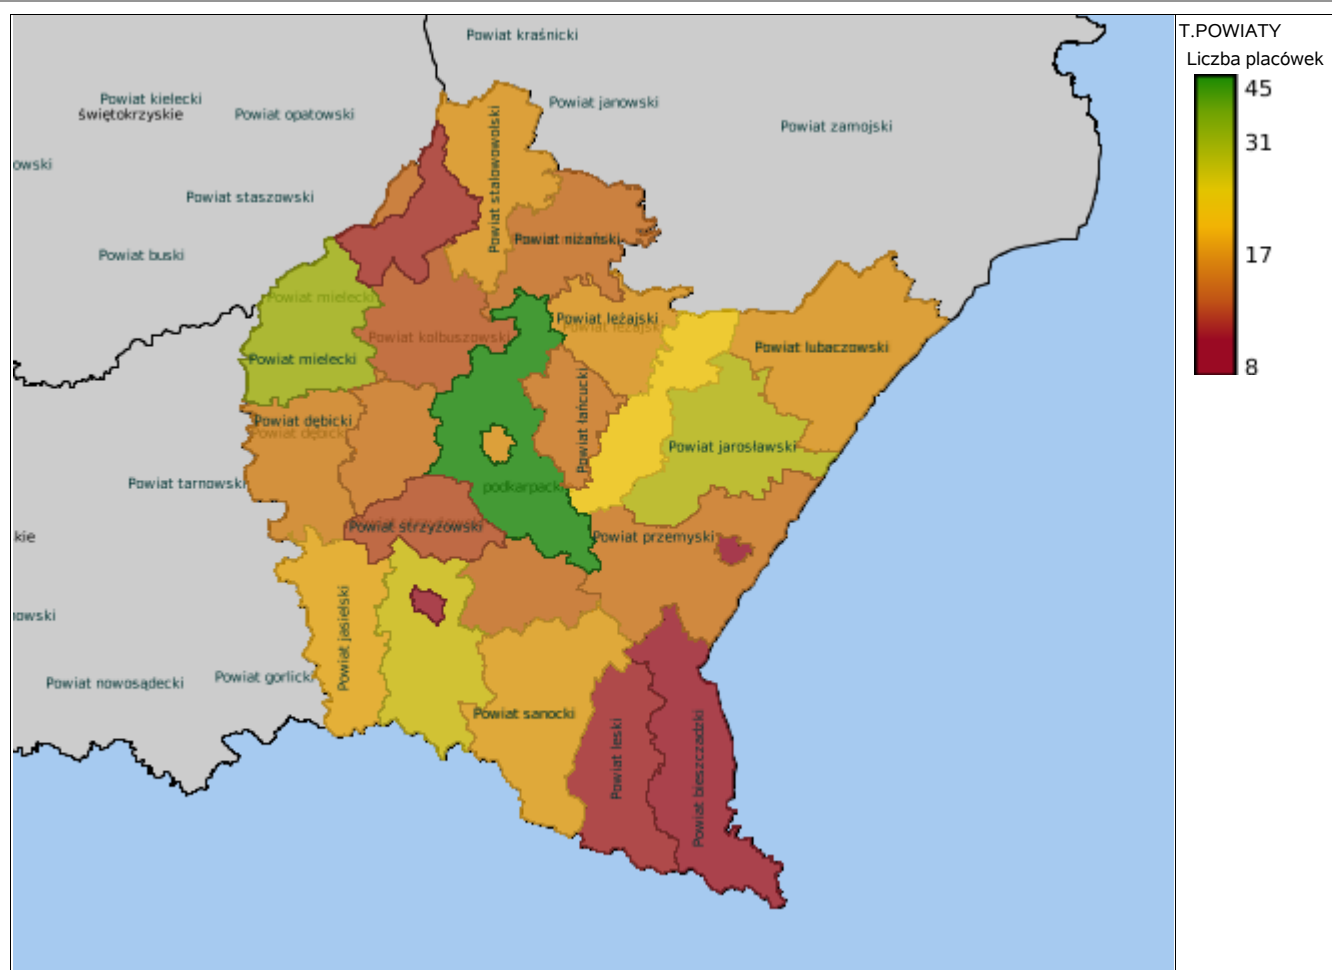 T.POWIATY
Liczba placówek
45
31
17
8
Powiat kraśnicki
Powiat kielecki
świętokrzyskie
Powiat opatowski
Powiat janowski
Powiat zamojski
owski
Powiat stalowowolski
Powiat staszowski
Powiat niżański
Powiat buski
Powiat mielecki
Powiat leżajski
Powiat leżajski
Powiat kolbuszowski
Powiat lubaczowski
Powiat mielecki
Powiat łańcucki
Powiat dębicki
Powiat dębicki
Powiat jarosławski
Powiat tarnowski
podkarpackie
Powiat strzyżowski
Powiat przemyski
kie
Powiat jasielski
nowski
Powiat gorlicki
Powiat nowosądecki
Powiat sanocki
Powiat leski
Powiat bieszczadzki